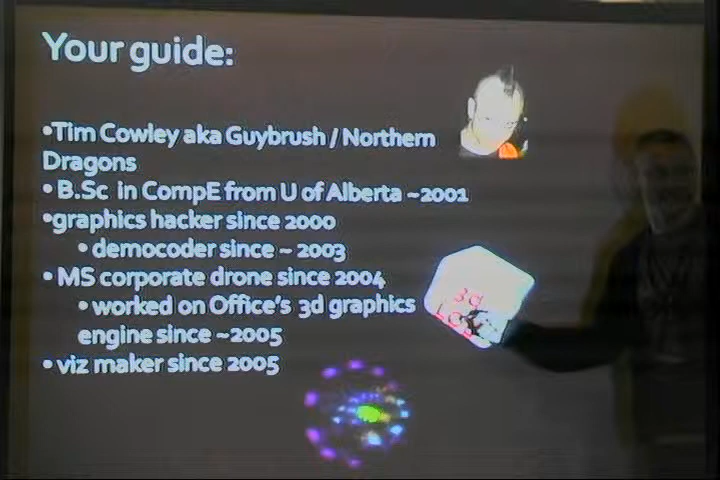 Your guide:
•Tim Cowley aka Guybrush / Northern
Dragons
• B.Sc in CompE from U of Alberta ~2001
•graphics hacker since 2000
• democoder since ~ 2003
• MS corporate drone since 2004
• worked on Office's 3d graphics
engine since ~2005
• viz maker since 2005
3d